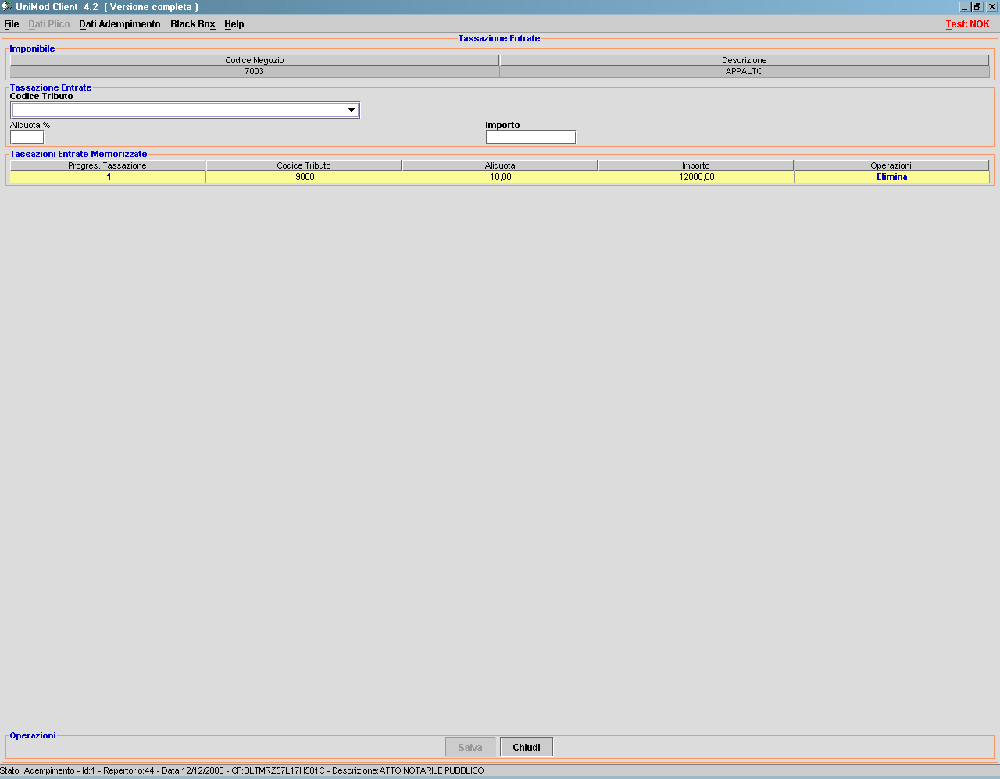 UniMod Client 4.2 ( Versione completa )
File Dati Plico Dati Adempimento Black Box Help Test: NOK
Tassazione Entrate
Imponibile
Codice Negozio Descrizione
7003 APPALTO
Tassazione Entrate
Codice Tributo
Aliquota % Importo
Tassazioni Entrate Memorizzate
Progres. Tassazione Codice Tributo Aliquota Importo Operazioni
1 9800 10,00 12000,00 Elimina
Operazioni
Salva Chiudi
Stato: Adempimento - Id:1 - Repertorio:44 - Data:12/12/2000 - CF:BLTMRZ57L17H501C - Descrizione:ATTO NOTARILE PUBBLICO